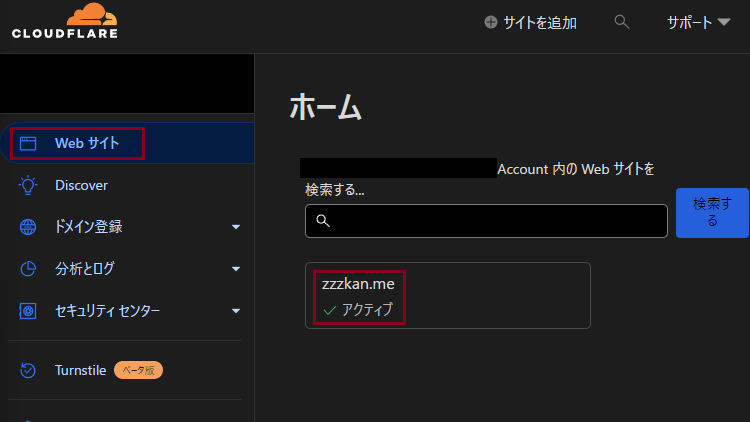 CLOUDFLARE
サイトを追加
サポート
Web サイト
Discover
ドメイン登録
分析とログ
セキュリティ センター
Turnstile ベータ版
ホーム
Account 内の Web サイトを
検索する...
検索す
る
zzzkan.me
アクティブ